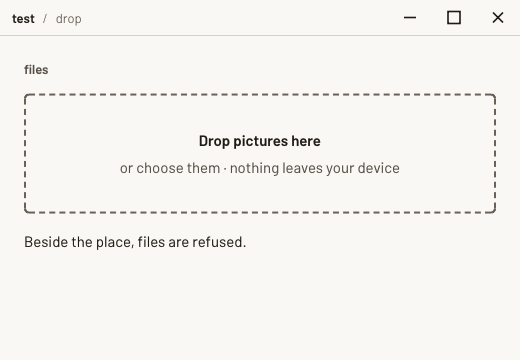 test / drop
files
Drop pictures here
or choose them · nothing leaves your device
Beside the place, files are refused.